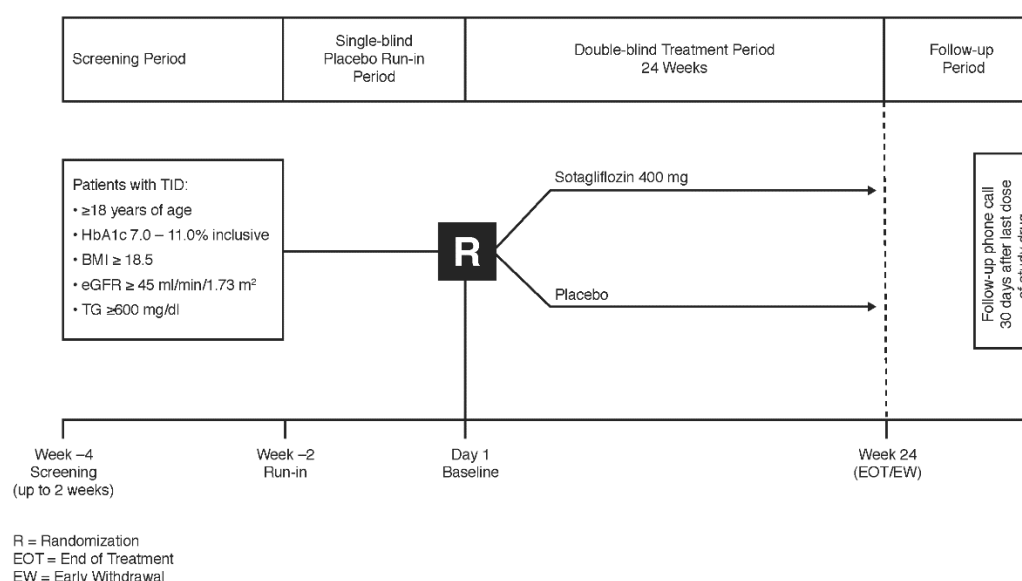 Screening Period
Single-blind
Placebo Run-in
Period
Double-blind Treatment Period
24 Weeks
Follow-up
Period
Patients with TID:
• ≥18 years of age
• HbA1c 7.0 – 11.0% inclusive
• BMI ≥ 18.5
• eGFR ≥ 45 ml/min/1.73 m²
• TG ≥600 mg/dl
R
Sotagliflozin 400 mg
Placebo
Follow-up phone call
30 days after last dose
of study drug
Week –4
Screening
(up to 2 weeks)
Week –2
Run-in
Day 1
Baseline
Week 24
(EOT/EW)
R = Randomization
EOT = End of Treatment
EW = Early Withdrawal